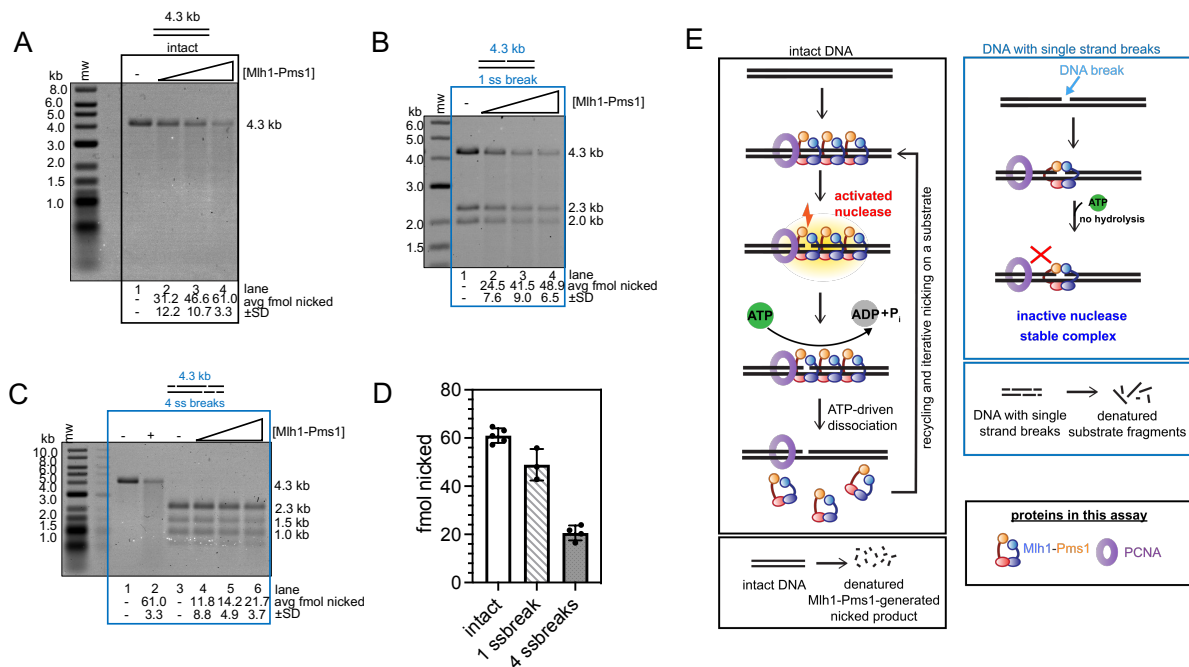 A
4.3 kb
intact
kb
mw
-
[Mlh1-Pms1]
8.0
6.0
5.0
4.0
3.0
2.0
1.5
1.0
4.3 kb
1 2 3 4 lane
- 31.2 46.6 61.0 avg fmol nicked
- 12.2 10.7 3.3 ±SD
B
4.3 kb
1 ss break
kb
mw
-
[Mlh1-Pms1]
6.0
5.0
4.0
3.0
2.0
1.5
4.3 kb
2.3 kb
2.0 kb
1 2 3 4 lane
- 24.5 41.5 48.9 avg fmol nicked
- 7.6 9.0 6.5 ±SD
C
4.3 kb
4 ss breaks
kb
mw
- + -
[Mlh1-Pms1]
10.0
6.0
5.0
4.0
3.0
2.0
1.5
1.0
4.3 kb
2.3 kb
1.5 kb
1.0 kb
1 2 3 4 5 6 lane
- 61.0 - 11.8 14.2 21.7 avg fmol nicked
- 3.3 - 8.8 4.9 3.7 ±SD
D
fmol nicked
80
60
40
20
0
intact
1 ssbreak
4 ssbreaks
E
intact DNA
activated
nuclease
ATP
ADP +Pi
ATP-driven
dissociation
recycling and iterative nicking on a substrate
intact DNA
denatured
Mlh1-Pms1-generated
nicked product
DNA with single strand breaks
DNA break
ATP
no hydrolysis
inactive nuclease
stable complex
DNA with single
strand breaks
denatured
substrate fragments
proteins in this assay
Mlh1-Pms1
PCNA